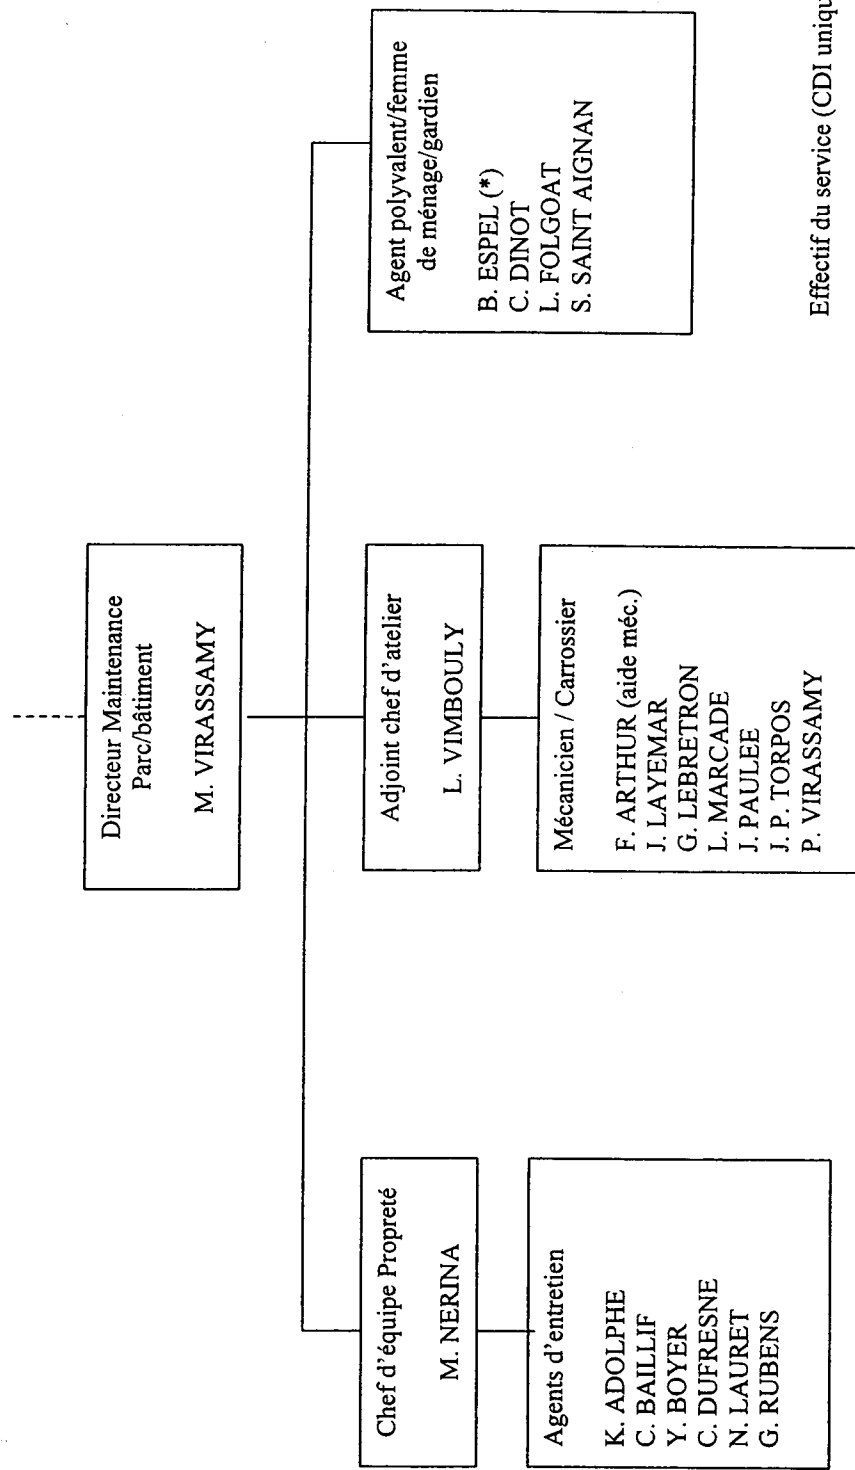 Directeur Maintenance
Parc/bâtiment
M. VIRASSAMY
Chef d'équipe Propreté
M. NERINA
Agents d'entretien
K. ADOLPHE
C. BAILLIF
Y. BOYER
C. DUFRESNE
N. LAURET
G. RUBENS
Adjoint chef d'atelier
L. VIMBOULY
Mécanicien / Carrossier
F. ARTHUR (aide méc.)
J. LAYEMAR
G. LEBRETRON
L. MARCADE
J. PAULEE
J. P. TORPOS
P. VIRASSAMY
Agent polyvalent/femme
de ménage/gardien
B. ESPEL (*)
C. DINOT
L. FOLGOAT
S. SAINT AIGNAN
Effectif du service (CDI uniqu